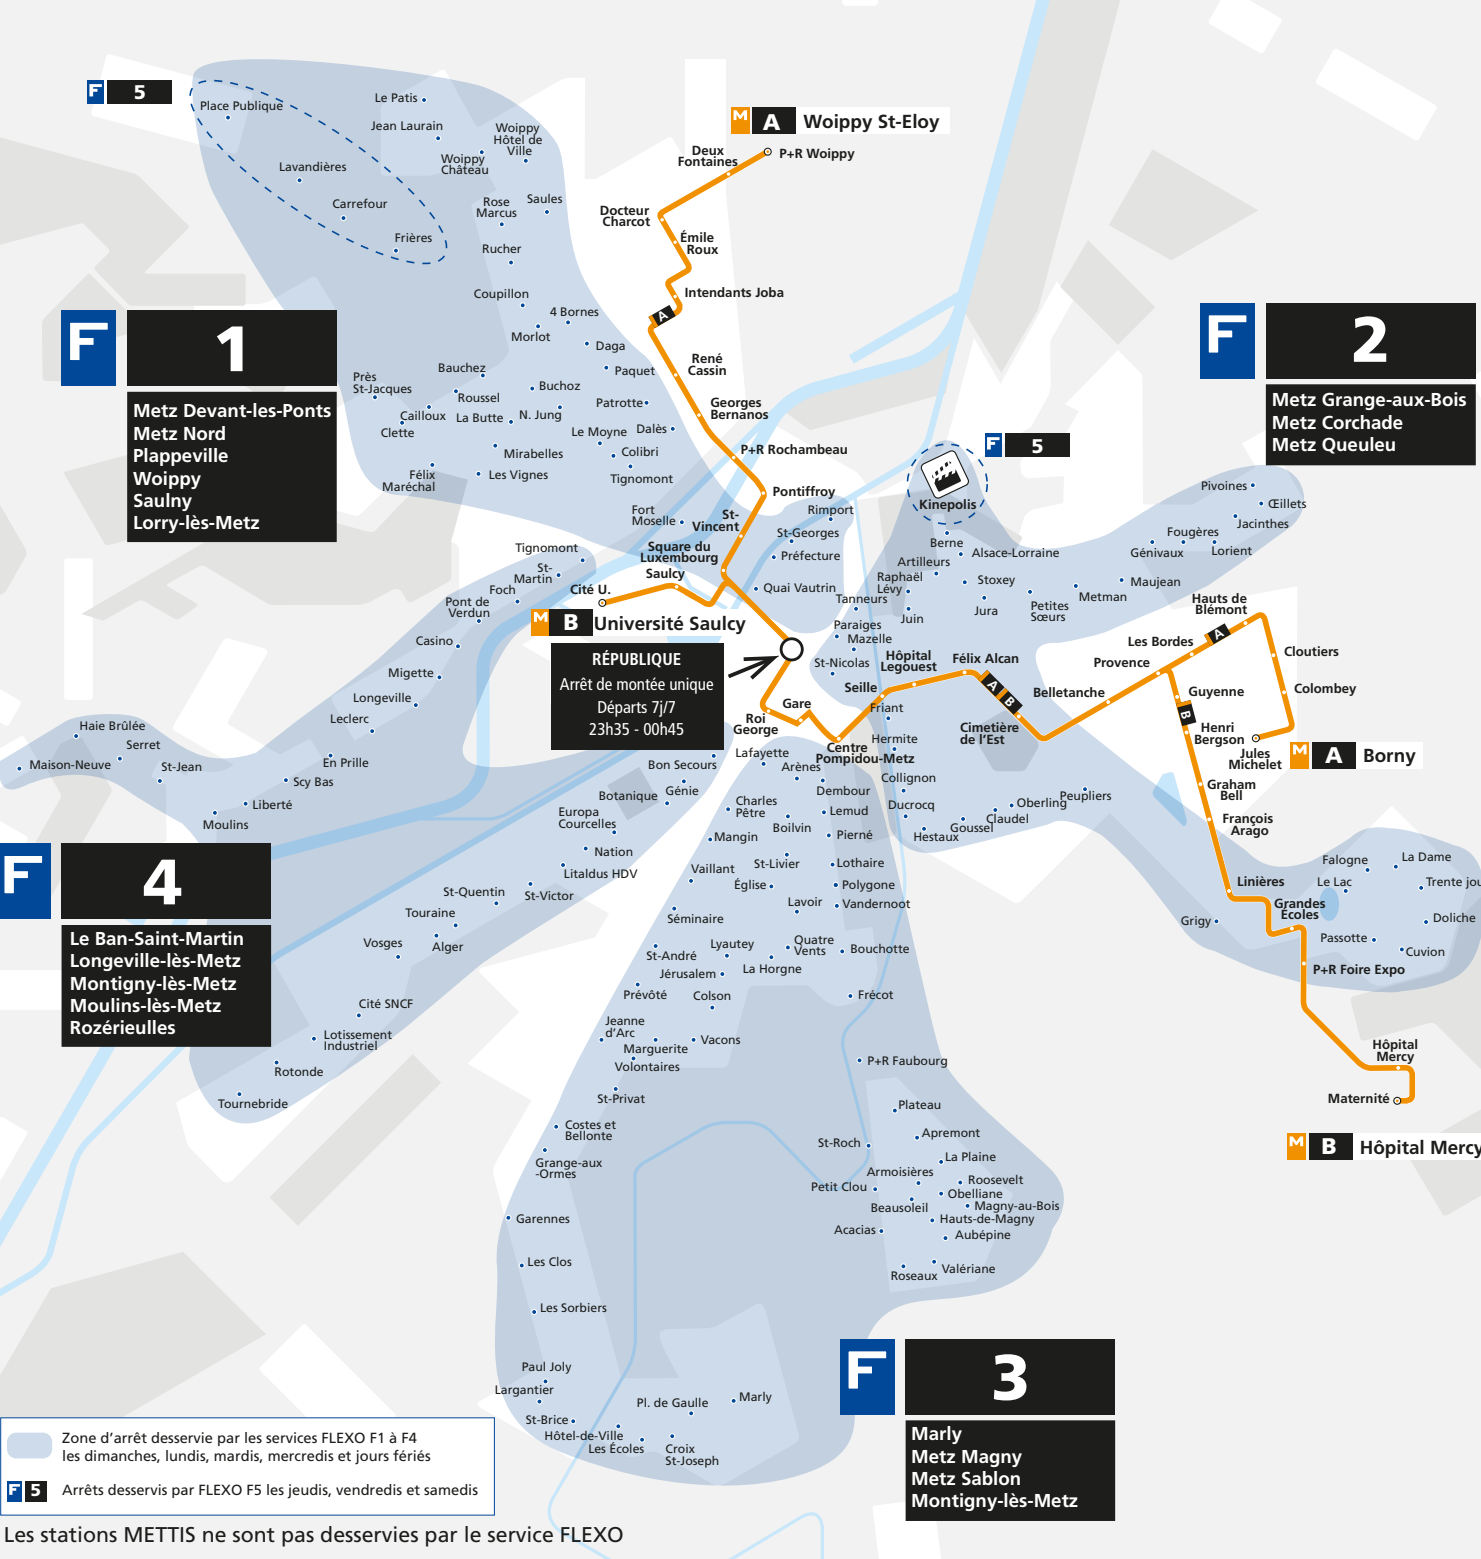 F 5
Place Publique
Lavandières
Carrefour
Frières
Le Patis
Jean Laurain
Woippy
Château
Woippy
Hôtel de
Ville
Rose
Marcus
Saules
Rucher
Coupillon
4 Bornes
Morlot
Daga
Paquet
Bauchez
Près
St-Jacques
Buchoz
Roussel
Cailloux
La Butte
N. Jung
Patrotte
Clette
Le Moyne
Dalès
Mirabelles
Colibri
Félix
Maréchal
Les Vignes
Tignomont
Fort
Moselle
M A Woippy St-Eloy
P+R Woippy
Deux
Fontaines
Docteur
Charcot
Émile
Roux
Intendants Joba
A
René
Cassin
Georges
Bernanos
P+R Rochambeau
Pontiffroy
St-
Vincent
Square du
Luxembourg
Saulcy
Cité U.
M B Université Saulcy
RÉPUBLIQUE
Arrêt de montée unique
Départs 7j/7
23h35 - 00h45
F 1
Metz Devant-les-Ponts
Metz Nord
Plappeville
Woippy
Saulny
Lorry-lès-Metz
F 2
Metz Grange-aux-Bois
Metz Corchade
Metz Queuleu
F 5
Kinepolis
Rimport
St-Georges
Préfecture
Quai Vautrin
Berne
Alsace-Lorraine
Artilleurs
Raphaël
Lévy
Stoxey
Tanneurs
Juin
Jura
Petites
Sœurs
Metman
Maujean
Génivaux
Fougères
Lorient
Jacinthes
Œillets
Pivoines
Paraiges
Mazelle
St-Nicolas
Hôpital
Legouest
Félix Alcan
Seille
Friant
A
B
Cimetière
de l'Est
Belletanche
Provence
Les Bordes
A
Hauts de
Blémont
Cloutiers
Colombey
Guyenne
B
Henri
Bergson
Jules
Michelet
M A Borny
Graham
Bell
François
Arago
Linières
Grandes
Écoles
P+R Foire Expo
Hôpital
Mercy
Maternité
M B Hôpital Mercy
Gare
Roi
George
Centre
Pompidou-Metz
Tignomont
St-
Martin
Foch
Pont de
Verdun
Casino
Migette
Longeville
Leclerc
En Prille
Haie Brûlée
Serret
Maison-Neuve
St-Jean
Scy Bas
Liberté
Moulins
F 4
Le Ban-Saint-Martin
Longeville-lès-Metz
Montigny-lès-Metz
Moulins-lès-Metz
Rozérieulles
Bon Secours
Génie
Botanique
Europa
Courcelles
Nation
Litaldus HDV
St-Victor
St-Quentin
Touraine
Alger
Vosges
Cité SNCF
Lotissement
Industriel
Rotonde
Tournebride
Lafayette
Arènes
Dembour
Charles
Pêtre
Lemud
Boilvin
Mangin
Pierné
St-Livier
Lothaire
Vaillant
Église
Polygone
Lavoir
Vandernoot
Séminaire
Lyautey
Quatre
Vents
Bouchotte
St-André
La Horgne
Jérusalem
Prévôté
Colson
Frécot
Jeanne
d'Arc
Marguerite
Vacons
Volontaires
St-Privat
Costes et
Bellonte
Grange-aux
-Ormes
Garennes
Les Clos
Les Sorbiers
Paul Joly
Largantier
St-Brice
Hôtel-de-Ville
Les Écoles
Pl. de Gaulle
Croix
St-Joseph
Marly
Hermite
Collignon
Ducrocq
Hestaux
Goussel
Claudel
Oberling
Peupliers
Grigy
Falogne
La Dame
Le Lac
Trente jou
Doliche
Passotte
Cuvion
P+R Faubourg
Plateau
Apremont
St-Roch
La Plaine
Armoisières
Roosevelt
Petit Clou
Obelliane
Beausoleil
Magny-au-Bois
Hauts-de-Magny
Acacias
Aubépine
Valériane
Roseaux
F 3
Marly
Metz Magny
Metz Sablon
Montigny-lès-Metz
Zone d'arrêt desservie par les services FLEXO F1 à F4
les dimanches, lundis, mardis, mercredis et jours fériés
F 5 Arrêts desservis par FLEXO F5 les jeudis, vendredis et samedis
Les stations METTIS ne sont pas desservies par le service FLEXO